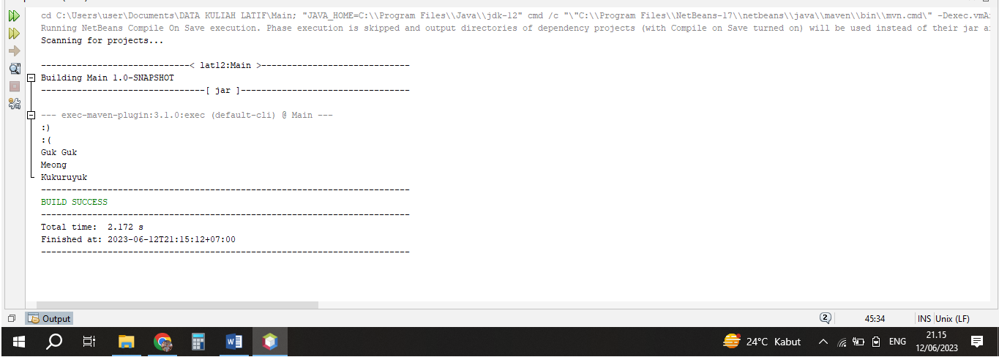 cd C:\Users\user\Documents\DATA KULIAH LATIF\Main; "JAVA_HOME=C:\\Program Files\\Java\\jdk-12" cmd /c "\"C:\\Program Files\\NetBeans-17\\netbeans\\java\\maven\\bin\\mvn.cmd\" -Dexec.vmA
Running NetBeans Compile On Save execution. Phase execution is skipped and output directories of dependency projects (with Compile on Save turned on) will be used instead of their jar a
Scanning for projects...
-----------------------------< lat12:Main >-----------------------------
Building Main 1.0-SNAPSHOT
--------------------------------[ jar ]---------------------------------
--- exec-maven-plugin:3.1.0:exec (default-cli) @ Main ---
:)
:(
Guk Guk
Meong
Kukuruyuk
------------------------------------------------------------------------
BUILD SUCCESS
------------------------------------------------------------------------
Total time:  2.172 s
Finished at: 2023-06-12T21:15:12+07:00
------------------------------------------------------------------------
Output
2
45:34
INS
Unix (LF)
W
24°C Kabut
ENG
21.15
12/06/2023